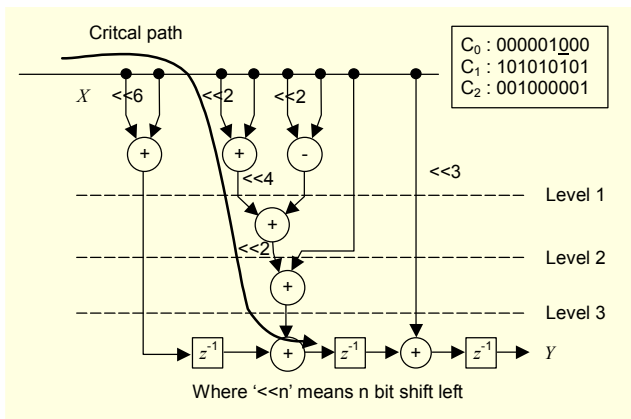 Critcal path
C0 : 000001000
C1 : 101010101
C2 : 001000001
X <<6 <<2 <<2
+ + -
<<4 <<3
Level 1
+
<<2
Level 2
+
Level 3
z-1 + z-1 + z-1 Y
Where '<<n' means n bit shift left